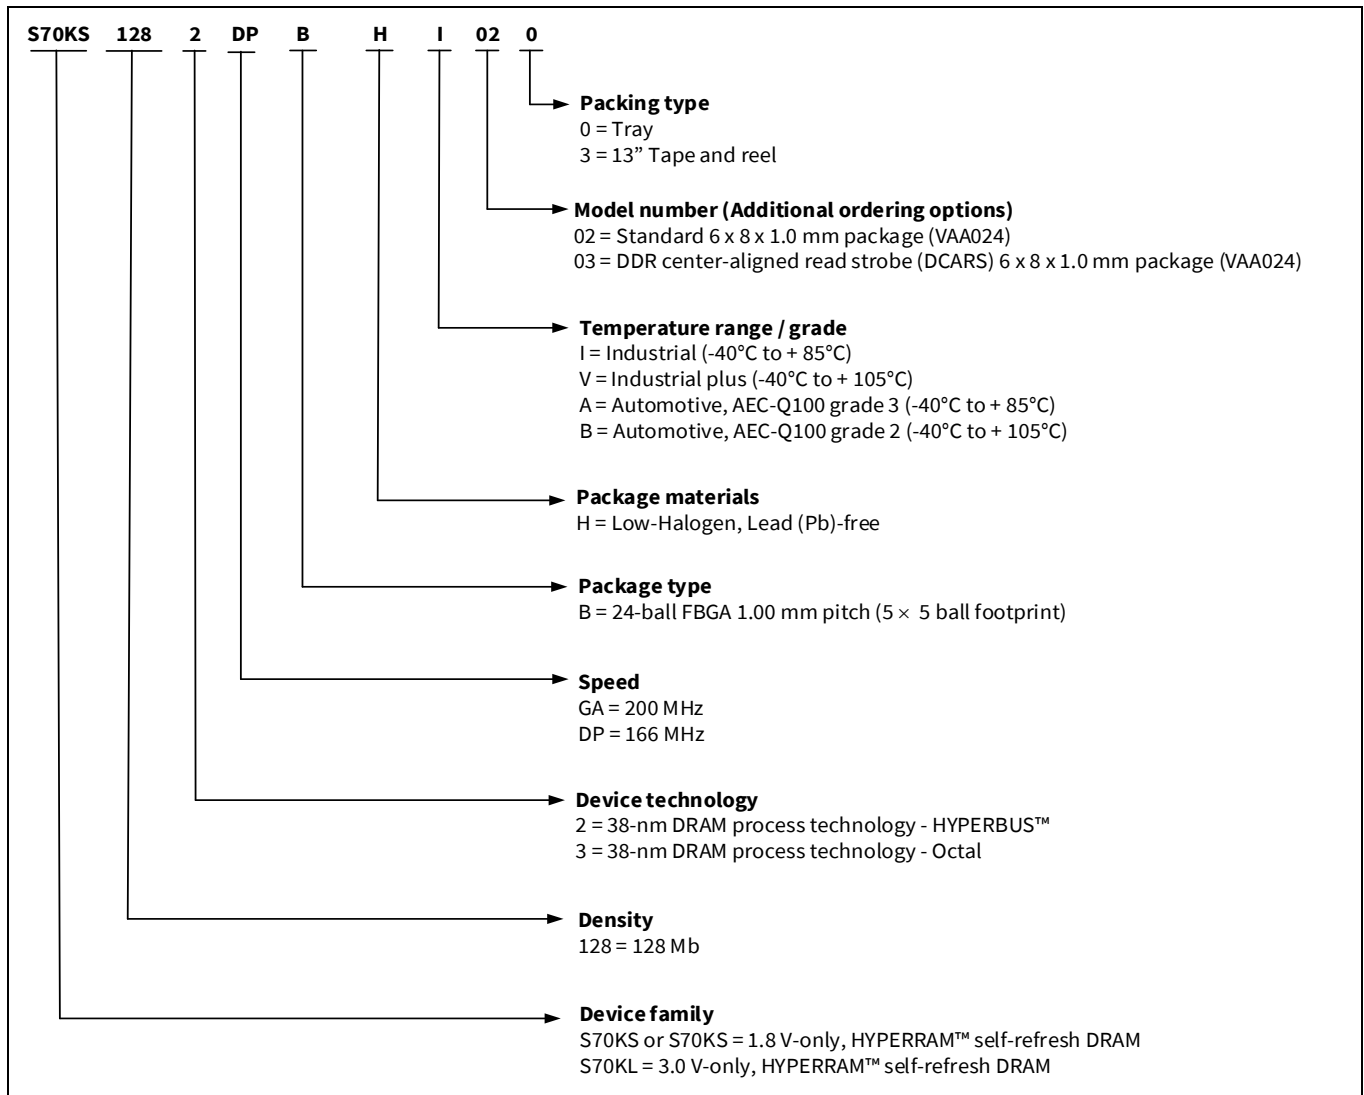 S70KS 128 2 DP B H I 02 0
Packing type
0 = Tray
3 = 13” Tape and reel
Model number (Additional ordering options)
02 = Standard 6 x 8 x 1.0 mm package (VAA024)
03 = DDR center-aligned read strobe (DCARS) 6 x 8 x 1.0 mm package (VAA024)
Temperature range / grade
I = Industrial (-40°C to + 85°C)
V = Industrial plus (-40°C to + 105°C)
A = Automotive, AEC-Q100 grade 3 (-40°C to + 85°C)
B = Automotive, AEC-Q100 grade 2 (-40°C to + 105°C)
Package materials
H = Low-Halogen, Lead (Pb)-free
Package type
B = 24-ball FBGA 1.00 mm pitch (5 × 5 ball footprint)
Speed
GA = 200 MHz
DP = 166 MHz
Device technology
2 = 38-nm DRAM process technology - HYPERBUS™
3 = 38-nm DRAM process technology - Octal
Density
128 = 128 Mb
Device family
S70KS or S70KS = 1.8 V-only, HYPERRAM™ self-refresh DRAM
S70KL = 3.0 V-only, HYPERRAM™ self-refresh DRAM